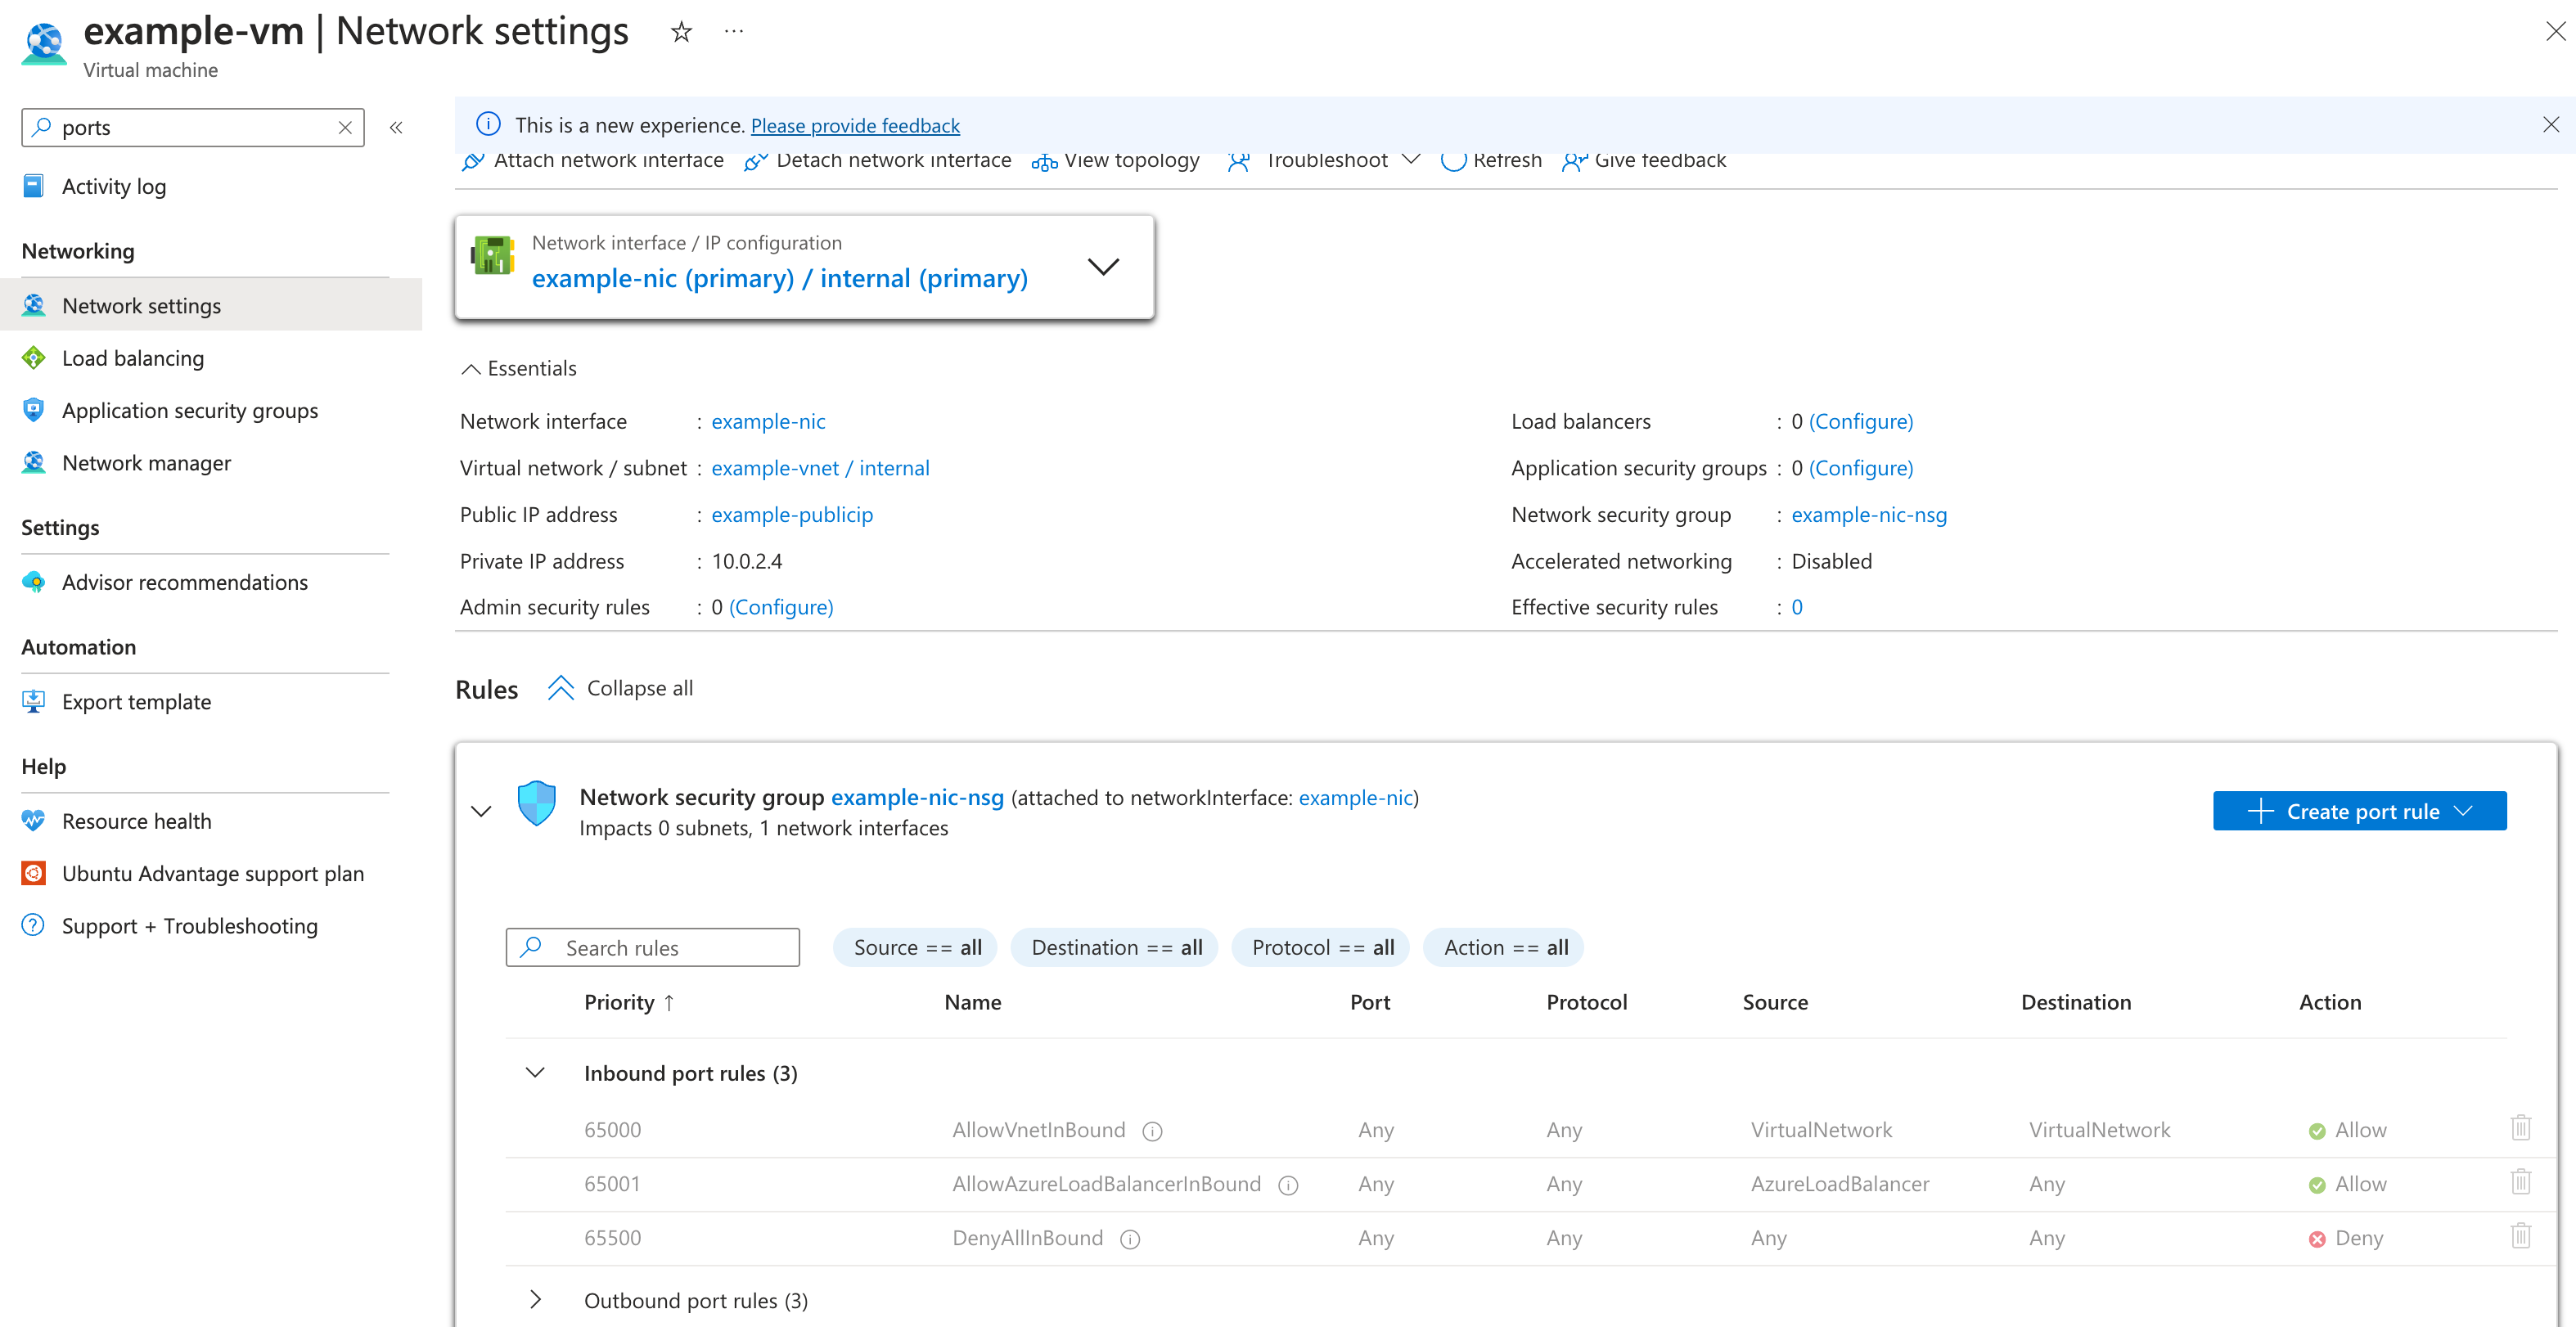 example-vm | Network settings
Virtual machine
ports
Activity log
Networking
Network settings
Load balancing
Application security groups
Network manager
Settings
Advisor recommendations
Automation
Export template
Help
Resource health
Ubuntu Advantage support plan
Support + Troubleshooting
This is a new experience. Please provide feedback
Attach network interface Detach network interface View topology Troubleshoot Refresh Give feedback
Network interface / IP configuration
example-nic (primary) / internal (primary)
Essentials
Network interface : example-nic
Virtual network / subnet : example-vnet / internal
Public IP address : example-publicip
Private IP address : 10.0.2.4
Admin security rules : 0 (Configure)
Load balancers : 0 (Configure)
Application security groups : 0 (Configure)
Network security group : example-nic-nsg
Accelerated networking : Disabled
Effective security rules : 0
Rules Collapse all
Network security group example-nic-nsg (attached to networkInterface: example-nic)
Impacts 0 subnets, 1 network interfaces
Create port rule
Search rules Source == all Destination == all Protocol == all Action == all
Priority ↑ Name Port Protocol Source Destination Action
Inbound port rules (3)
65000 AllowVnetInBound Any Any VirtualNetwork VirtualNetwork Allow
65001 AllowAzureLoadBalancerInBound Any Any AzureLoadBalancer Any Allow
65500 DenyAllInBound Any Any Any Any Deny
Outbound port rules (3)